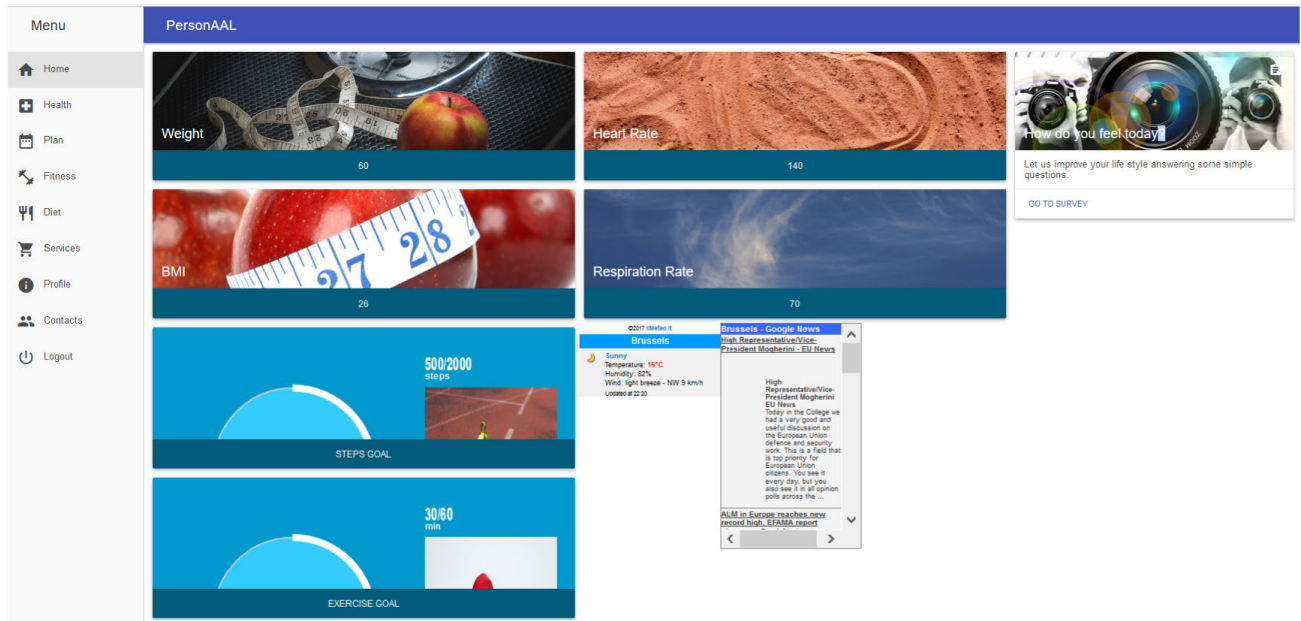 Menu
PersonAAL
Home
Health
Plan
Fitness
Diet
Services
Profile
Contacts
Logout
Weight
60
Heart Rate
140
How do you feel today?
Let us improve your life style answering some simple
questions.
GO TO SURVEY
BMI
26
27 28
Respiration Rate
70
500/2000
steps
STEPS GOAL
©2017 ilMeteo.it
Brussels
Sunny
Temperature: 16°C
Humidity: 82%
Wind: light breeze - NW 9 km/h
Updated at 22:20
Brussels - Google News
High Representative/Vice-
President Mogherini - EU News
High
Representative/Vice-
President Mogherini
EU News
Today in the College we
had a very good and
useful discussion on
the European Union
defence and security
work. This is a field that
is top priority for
European Union
citizens. You see it
every day, but you
also see it in all opinion
polls across the ...
ALM in Europe reaches new
record high, EFAMA report
30/60
min
EXERCISE GOAL